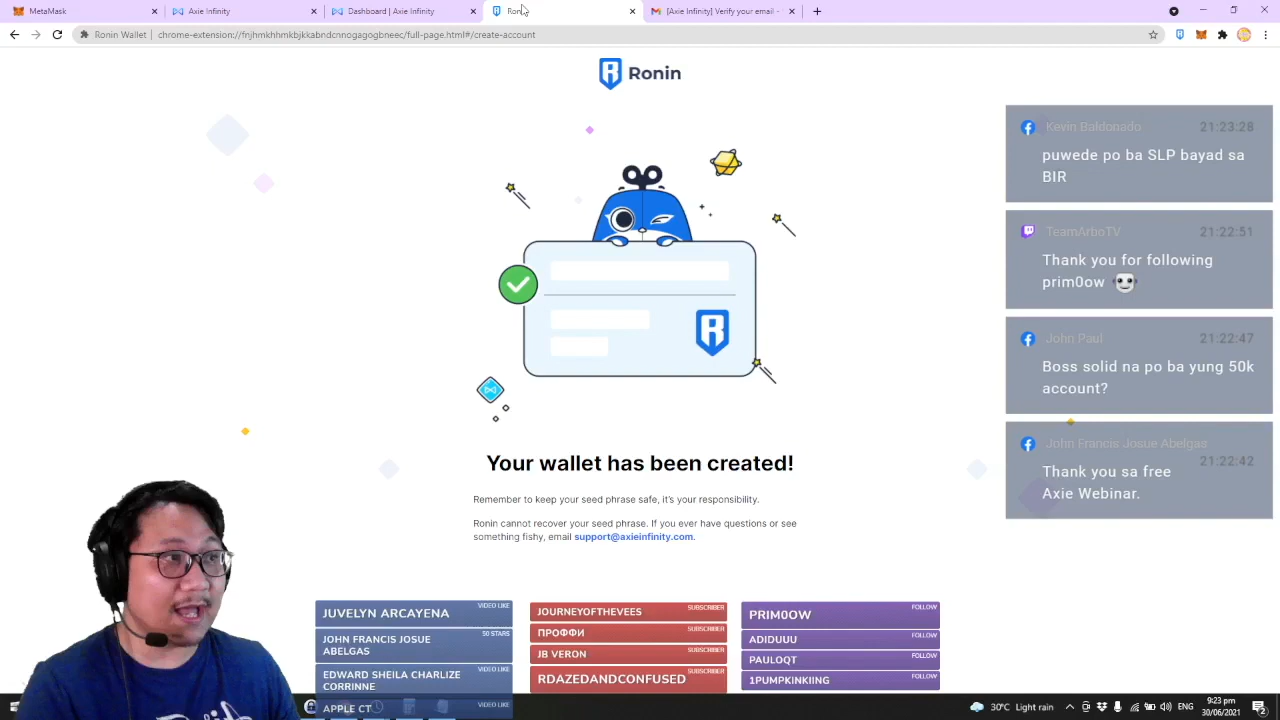 MetaMask
Axie Infinity
Dashboard | Axie Infinity
[Axie Infinity] Verify your email -
Ronin Wallet | chrome-extension://fnjhmkhhmkbjkkabndcnnogagogbneec/full-page.html#/create-account
Ronin
Your wallet has been created!
Remember to keep your seed phrase safe, it's your responsibility.
Ronin cannot recover your seed phrase. If you ever have questions or see
something fishy, email support@axieinfinity.com.
Kevin Baldonado 21:23:28
puwede po ba SLP bayad sa
BIR
TeamArboTV 21:22:51
Thank you for following
prim0ow
John Paul 21:22:47
Boss solid na po ba yung 50k
account?
John Francis Josue Abelgas
21:22:42
Thank you sa free
Axie Webinar.
JUVELYN ARCAYENA VIDEO LIKE
JOHN FRANCIS JOSUE 50 STARS
ABELGAS
EDWARD SHEILA CHARLIZE VIDEO LIKE
CORRINNE
APPLE CT VIDEO LIKE
JOURNEYOFTHEVEES SUBSCRIBER
ПРОФФИ SUBSCRIBER
JB VERON SUBSCRIBER
RDAZEDANDCONFUSED SUBSCRIBER
PRIM0OW FOLLOW
ADIDUUU FOLLOW
PAULOQT FOLLOW
1PUMPKINKIING FOLLOW
30°C Light rain
9:23 pm
30/06/2021